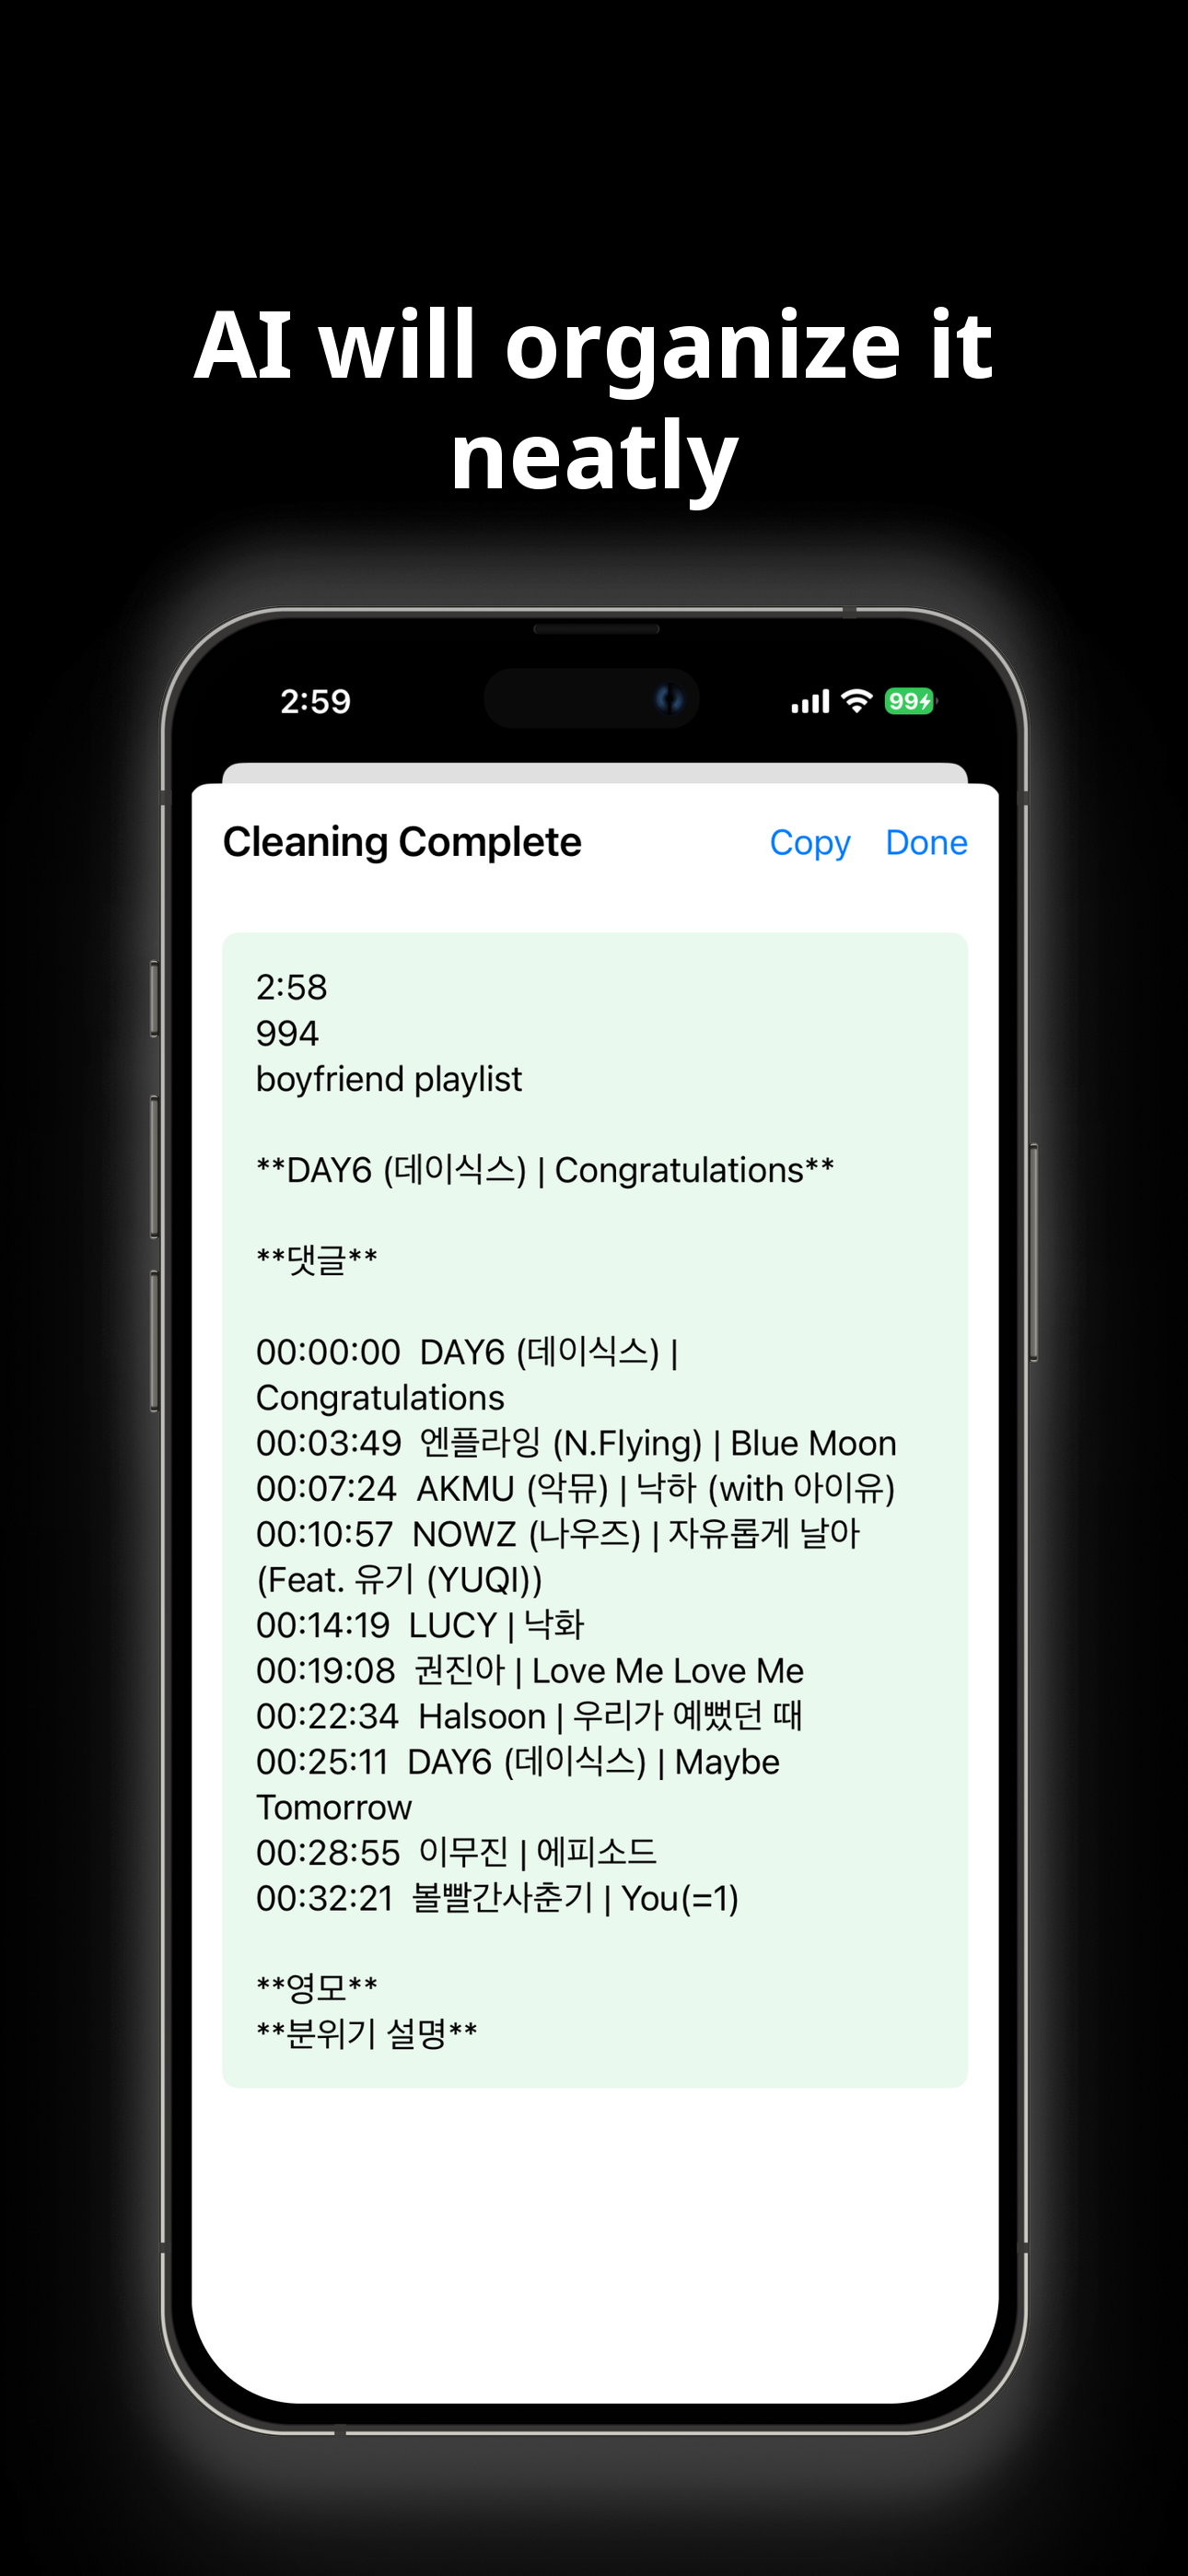 AI will organize it
neatly
2:59
99
Cleaning Complete
Copy Done
2:58
994
boyfriend playlist
**DAY6 (데이식스) | Congratulations**
**댓글**
00:00:00 DAY6 (데이식스) |
Congratulations
00:03:49 엔플라잉 (N.Flying) | Blue Moon
00:07:24 AKMU (악뮤) | 낙하 (with 아이유)
00:10:57 NOWZ (나우즈) | 자유롭게 날아
(Feat. 유기 (YUQI))
00:14:19 LUCY | 낙화
00:19:08 권진아 | Love Me Love Me
00:22:34 Halsoon | 우리가 예뻤던 때
00:25:11 DAY6 (데이식스) | Maybe
Tomorrow
00:28:55 이무진 | 에피소드
00:32:21 볼빨간사춘기 | You(=1)
**영모**
**분위기 설명**